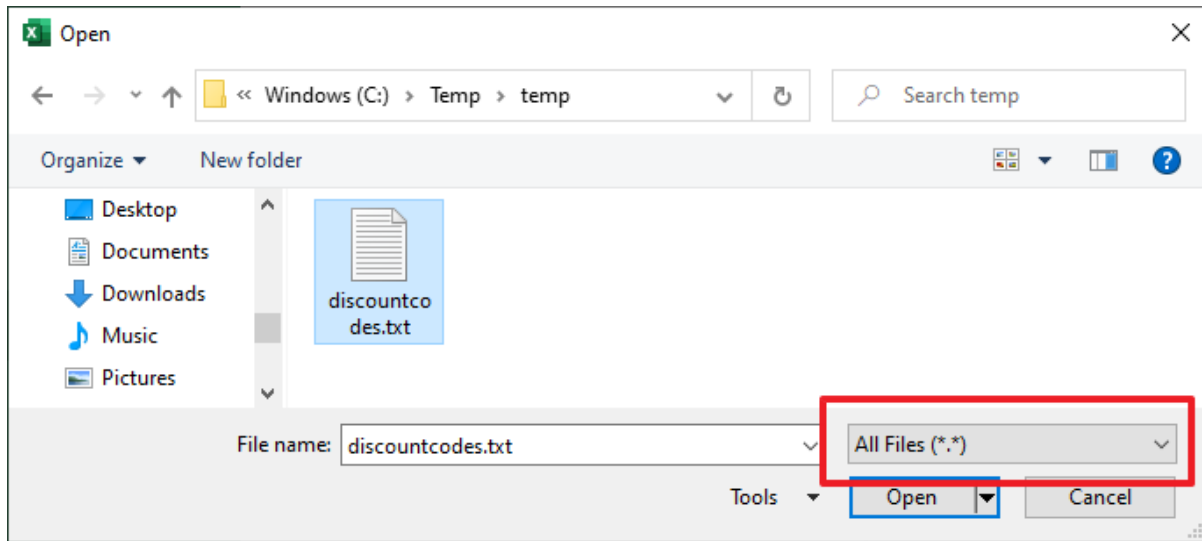 Open
« Windows (C:) > Temp > temp
Search temp
Organize
New folder
Desktop
Documents
Downloads
Music
Pictures
discountco
des.txt
File name: discountcodes.txt
All Files (*.*)
Tools
Open
Cancel